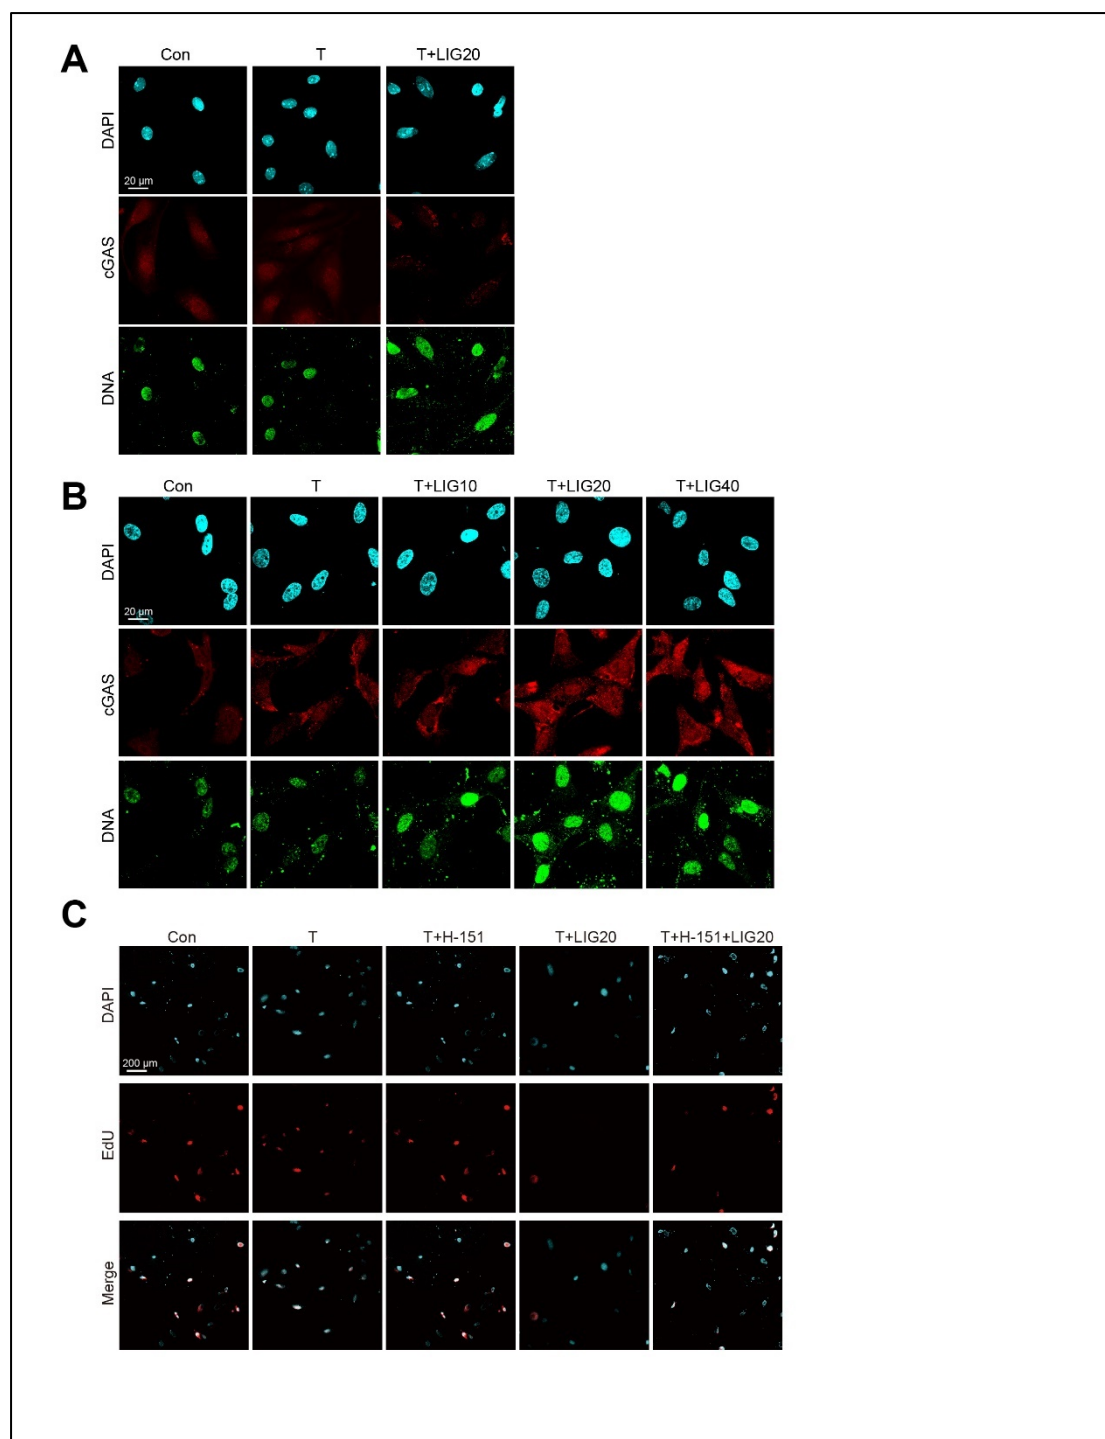 A
Con T T+LIG20
DAPI
20 µm
cGAS
DNA
B
Con T T+LIG10 T+LIG20 T+LIG40
DAPI
20 µm
cGAS
DNA
C
Con T T+H-151 T+LIG20 T+H-151+LIG20
DAPI
200 µm
EdU
Merge